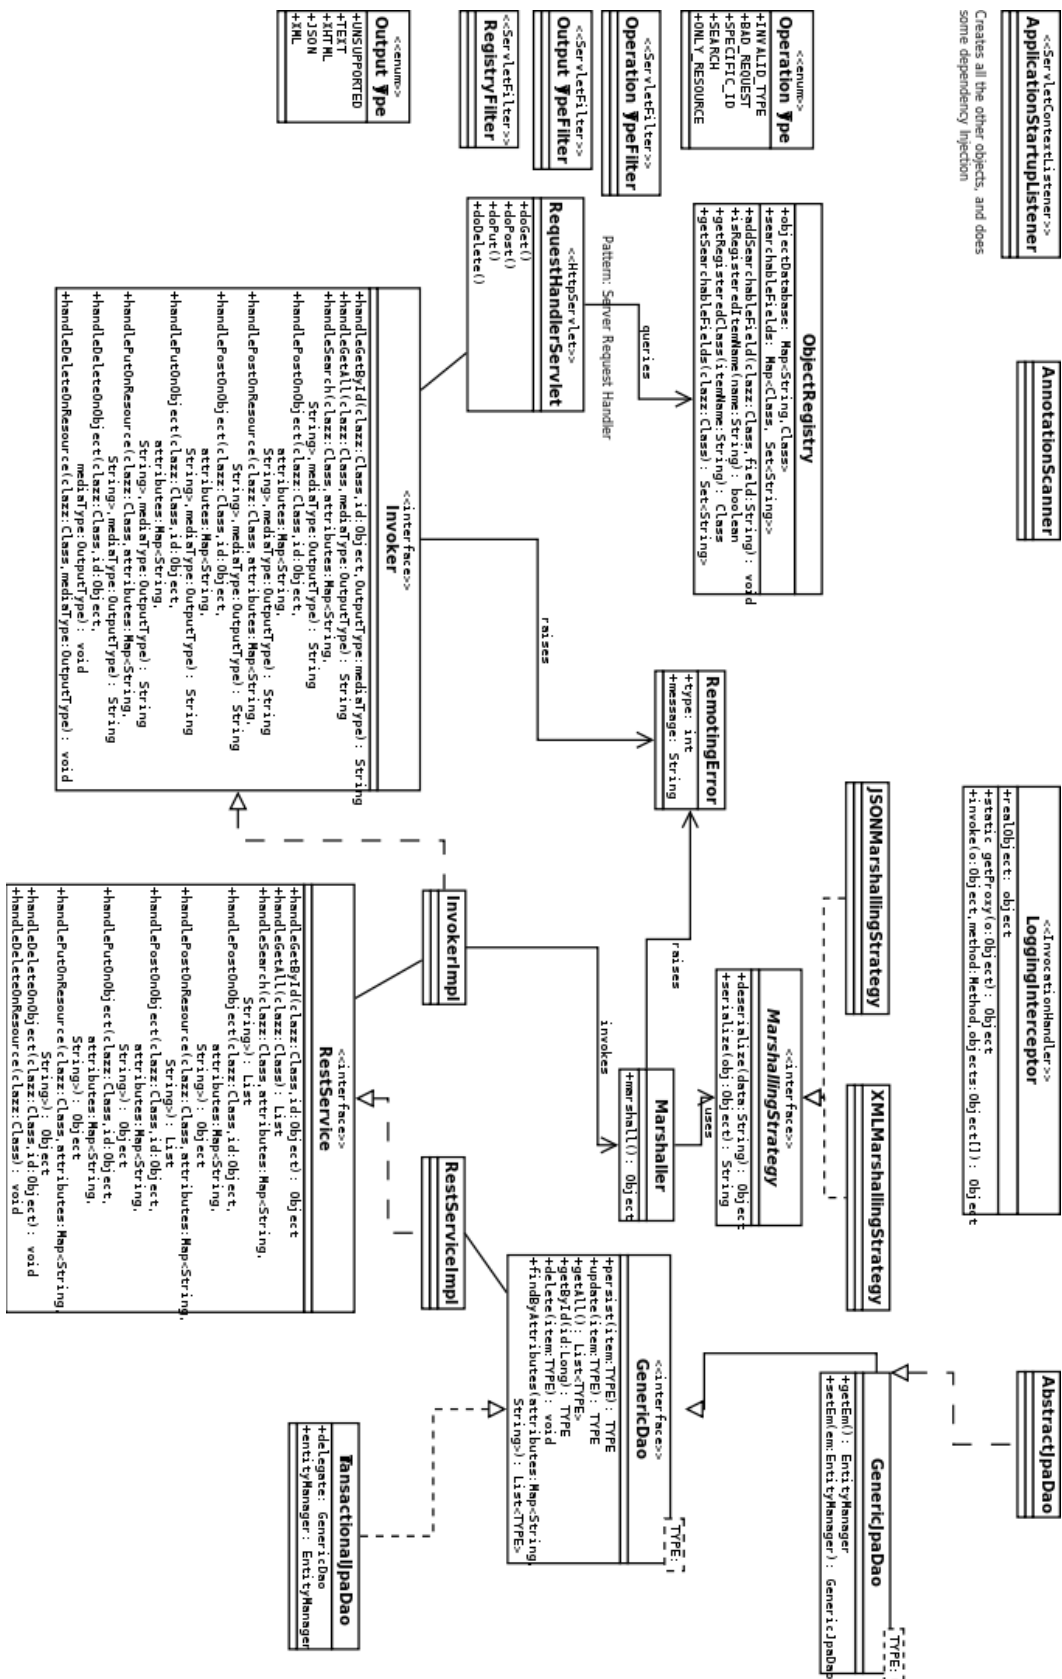 <<ServletContextListener>>
ApplicationStartupListener
Creates all the other objects, and does
some dependency Injection
AnnotationScanner
<<InvocationHandler>>
LoggingInterceptor
+realObject: object
+static getProxy(o:Object): Object
+invoke(o:Object,method:Method,objects:Object[]): Object
AbstractJpaDao
<<enum>>
Operation Type
+INVALID_TYPE
+BAD_REQUEST
+SPECIFIC_ID
+SEARCH
+ONLY_RESOURCE
ObjectRegistry
+objectDatabase: Map<String,Class>
+searchableFields: Map<Class, Set<String>>
+addSearchableField(clazz:Class,field:String): void
+isRegisteredItemName(name:String): boolean
+getRegisteredClass(itemName:String): Class
+getSearchableFields(clazz:Class): Set<String>
JSONMarshallingStrategy
XMLMarshallingStrategy
TYPE:
GenericJpaDao
+getEm(): EntityManager
+setEm(em:EntityManager): GenericJpaDao
<<ServletFilter>>
Operation TypeFilter
<<ServletFilter>>
Output TypeFilter
<<ServletFilter>>
RegistryFilter
queries
Pattern: Server Request Handler
<<HttpServlet>>
RequestHandlerServlet
+doGet()
+doPost()
+doPut()
+doDelete()
RemotingError
+type: int
+message: String
raises
raises
<<interface>>
MarshallingStrategy
+deserialize(data:String): Object
+serialize(obj:Object): String
uses
Marshaller
+marshall(): Object
invokes
TYPE:
<<interface>>
GenericDao
+persist(item:TYPE): TYPE
+update(item:TYPE): TYPE
+getAll(): List<TYPE>
+getById(id:Long): TYPE
+delete(item:TYPE): void
+findByAttributes(attributes:Map<String,
String>): List<TYPE>
<<enum>>
Output Type
+UNSUPPORTED
+TEXT
+XHTML
+JSON
+XML
<<interface>>
Invoker
+handleGetById(clazz:Class,id:Object,OutputType:mediaType): String
+handleGetAll(clazz:Class,mediaType:OutputType): String
+handleSearch(clazz:Class,attributes:Map<String,
String>,mediaType:OutputType): String
+handlePostOnObject(clazz:Class,id:Object,
attributes:Map<String,
String>,mediaType:OutputType): String
+handlePostOnResource(clazz:Class,attributes:Map<String,
String>,mediaType:OutputType): String
+handlePostOnObject(clazz:Class,id:Object,
attributes:Map<String,
String>,mediaType:OutputType): String
+handlePutOnObject(clazz:Class,id:Object,
attributes:Map<String,
String>,mediaType:OutputType): String
+handlePutOnResource(clazz:Class,attributes:Map<String,
String>,mediaType:OutputType): String
+handleDeleteOnObject(clazz:Class,id:Object,
mediaType:OutputType): void
+handleDeleteOnResource(clazz:Class,mediaType:OutputType): void
InvokerImpl
RestServiceImpl
<<interface>>
RestService
+handleGetById(clazz:Class,id:Object): Object
+handleGetAll(clazz:Class): List
+handleSearch(clazz:Class,attributes:Map<String,
String>): List
+handlePostOnObject(clazz:Class,id:Object,
attributes:Map<String,
String>): Object
+handlePostOnResource(clazz:Class,attributes:Map<String,
String>): List
+handlePostOnObject(clazz:Class,id:Object,
attributes:Map<String,
String>): Object
+handlePutOnObject(clazz:Class,id:Object,
attributes:Map<String,
String>): Object
+handlePutOnResource(clazz:Class,attributes:Map<String,
String>): Object
+handleDeleteOnObject(clazz:Class,id:Object): void
+handleDeleteOnResource(clazz:Class): void
TansactionalJpaDao
+delegate: GenericDao
+entityManager: EntityManager